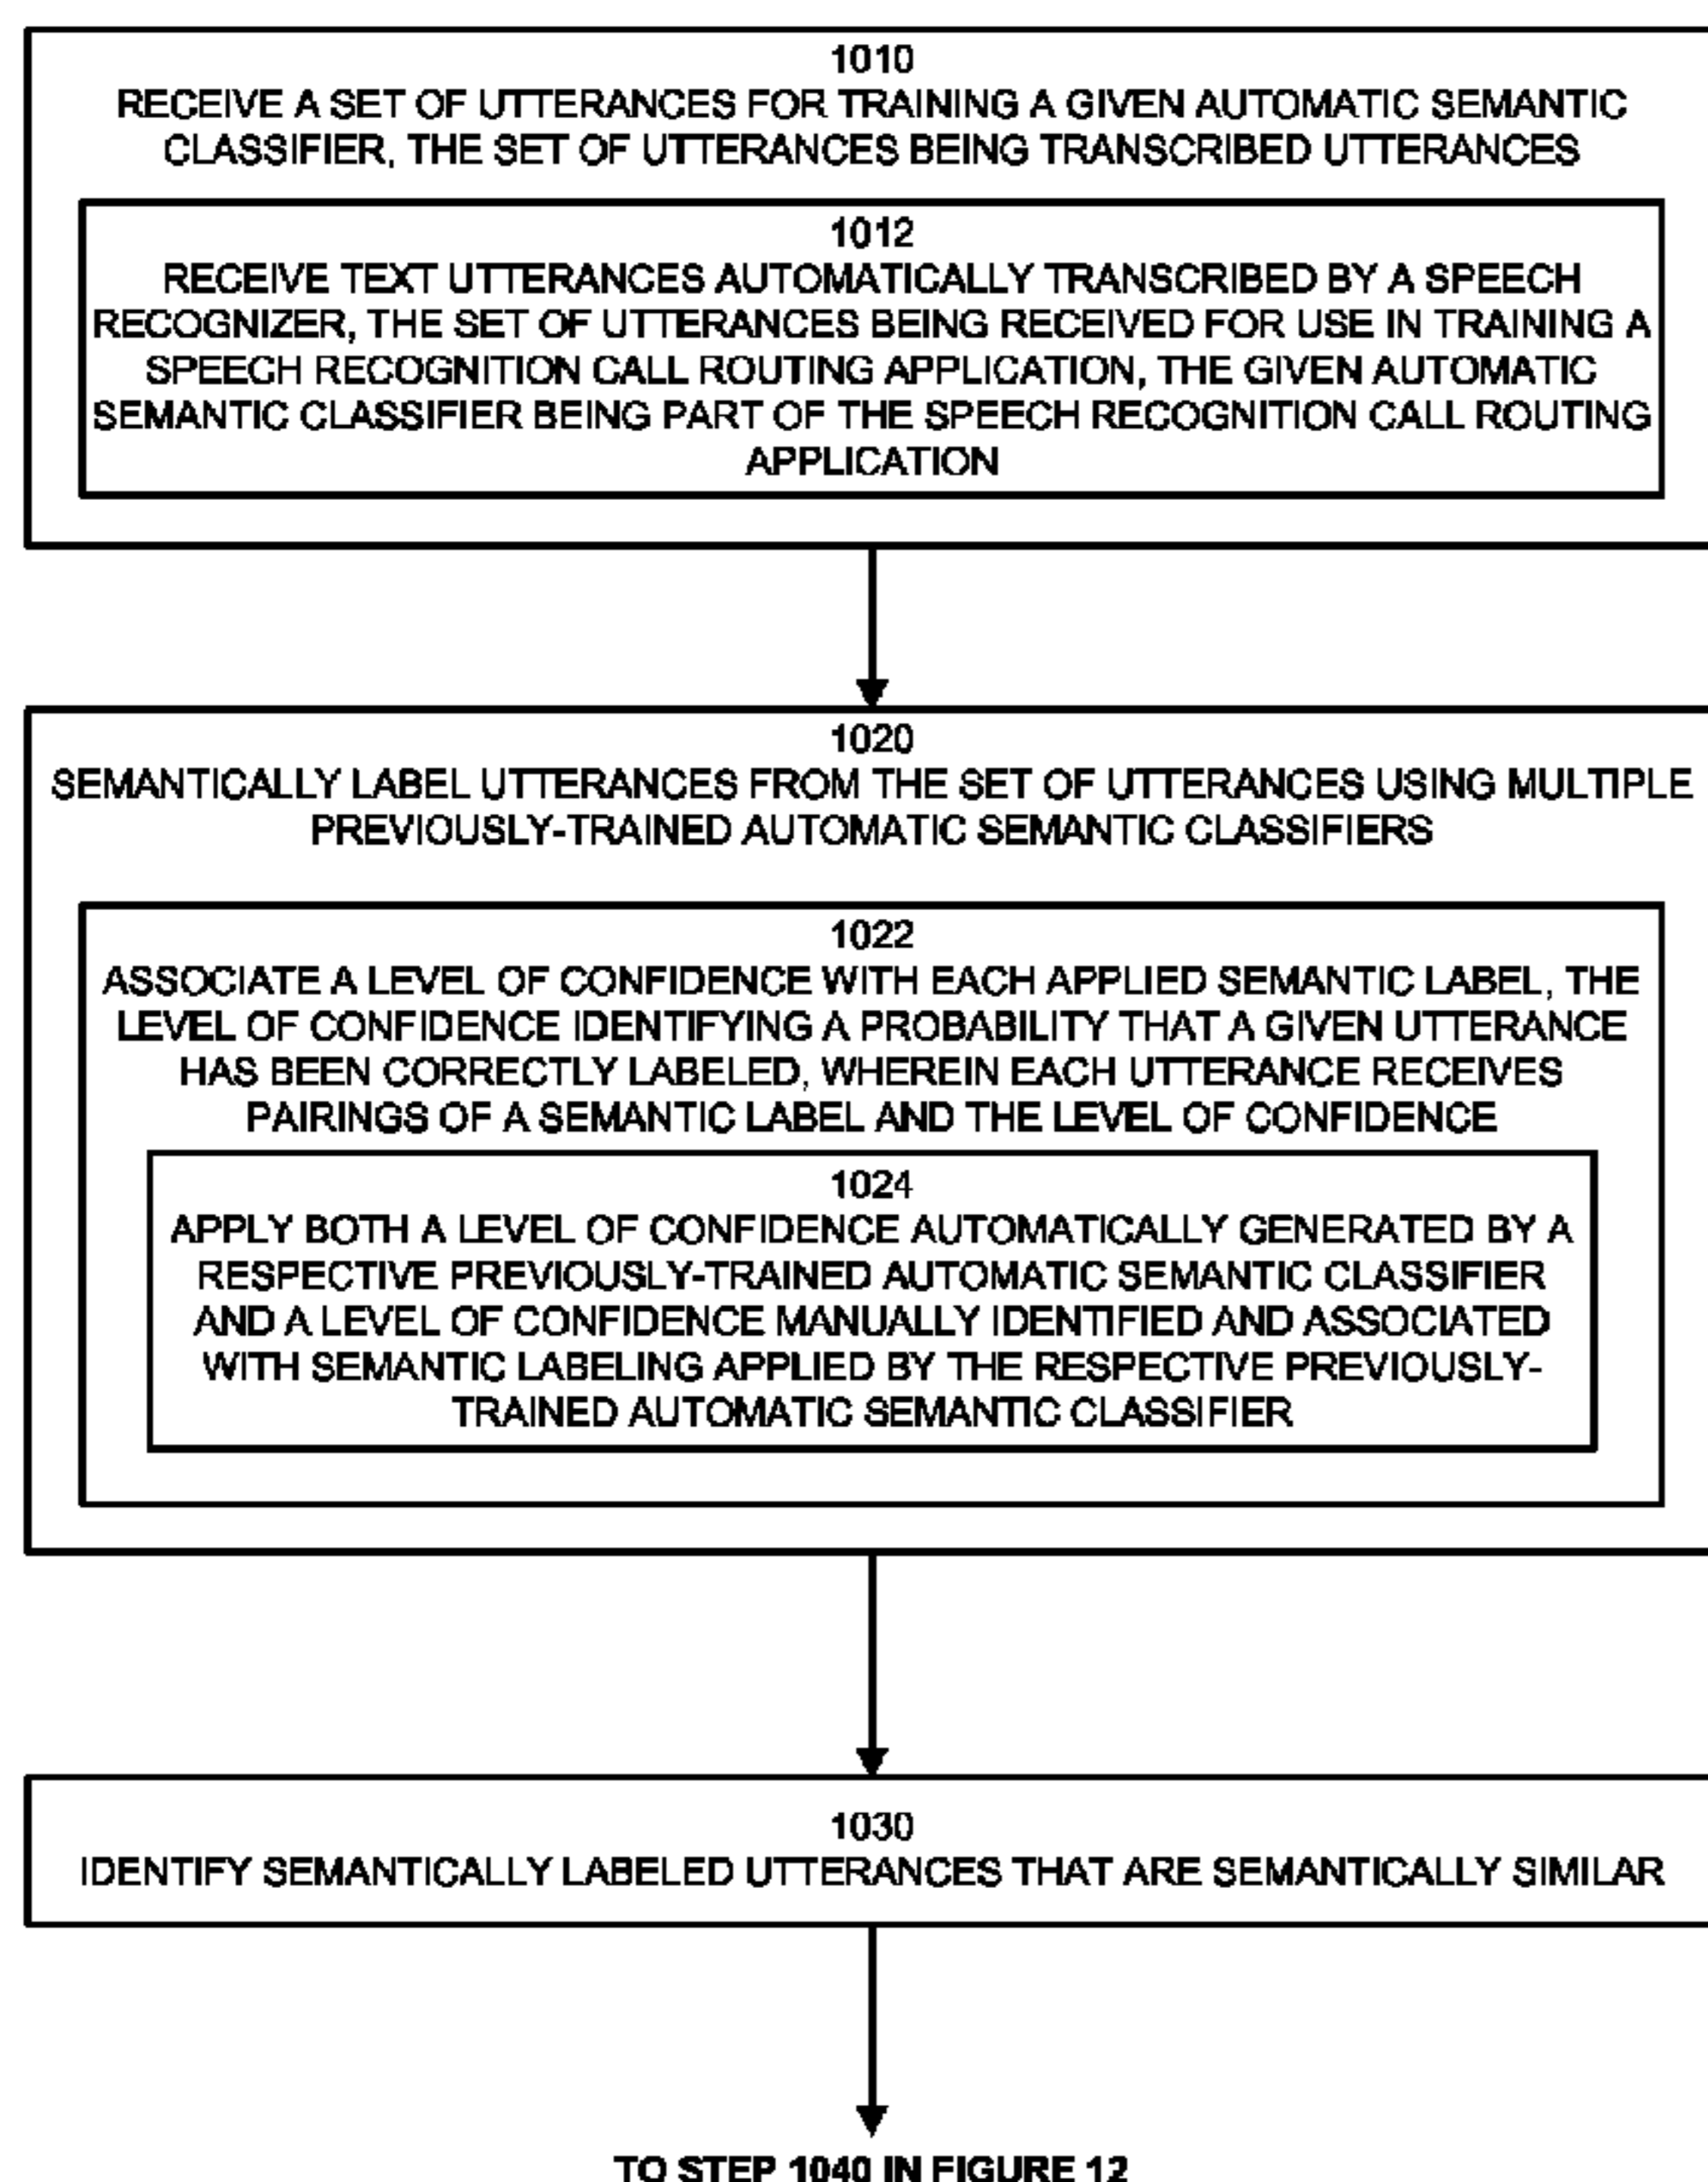 1010
RECEIVE A SET OF UTTERANCES FOR TRAINING A GIVEN AUTOMATIC SEMANTIC
CLASSIFIER, THE SET OF UTTERANCES BEING TRANSCRIBED UTTERANCES
1012
RECEIVE TEXT UTTERANCES AUTOMATICALLY TRANSCRIBED BY A SPEECH
RECOGNIZER, THE SET OF UTTERANCES BEING RECEIVED FOR USE IN TRAINING A
SPEECH RECOGNITION CALL ROUTING APPLICATION, THE GIVEN AUTOMATIC
SEMANTIC CLASSIFIER BEING PART OF THE SPEECH RECOGNITION CALL ROUTING
APPLICATION
1020
SEMANTICALLY LABEL UTTERANCES FROM THE SET OF UTTERANCES USING MULTIPLE
PREVIOUSLY-TRAINED AUTOMATIC SEMANTIC CLASSIFIERS
1022
ASSOCIATE A LEVEL OF CONFIDENCE WITH EACH APPLIED SEMANTIC LABEL, THE
LEVEL OF CONFIDENCE IDENTIFYING A PROBABILITY THAT A GIVEN UTTERANCE
HAS BEEN CORRECTLY LABELED, WHEREIN EACH UTTERANCE RECEIVES
PAIRINGS OF A SEMANTIC LABEL AND THE LEVEL OF CONFIDENCE
1024
APPLY BOTH A LEVEL OF CONFIDENCE AUTOMATICALLY GENERATED BY A
RESPECTIVE PREVIOUSLY-TRAINED AUTOMATIC SEMANTIC CLASSIFIER
AND A LEVEL OF CONFIDENCE MANUALLY IDENTIFIED AND ASSOCIATED
WITH SEMANTIC LABELING APPLIED BY THE RESPECTIVE PREVIOUSLY-
TRAINED AUTOMATIC SEMANTIC CLASSIFIER
1030
IDENTIFY SEMANTICALLY LABELED UTTERANCES THAT ARE SEMANTICALLY SIMILAR
TO STEP 1040 IN FIGURE 12